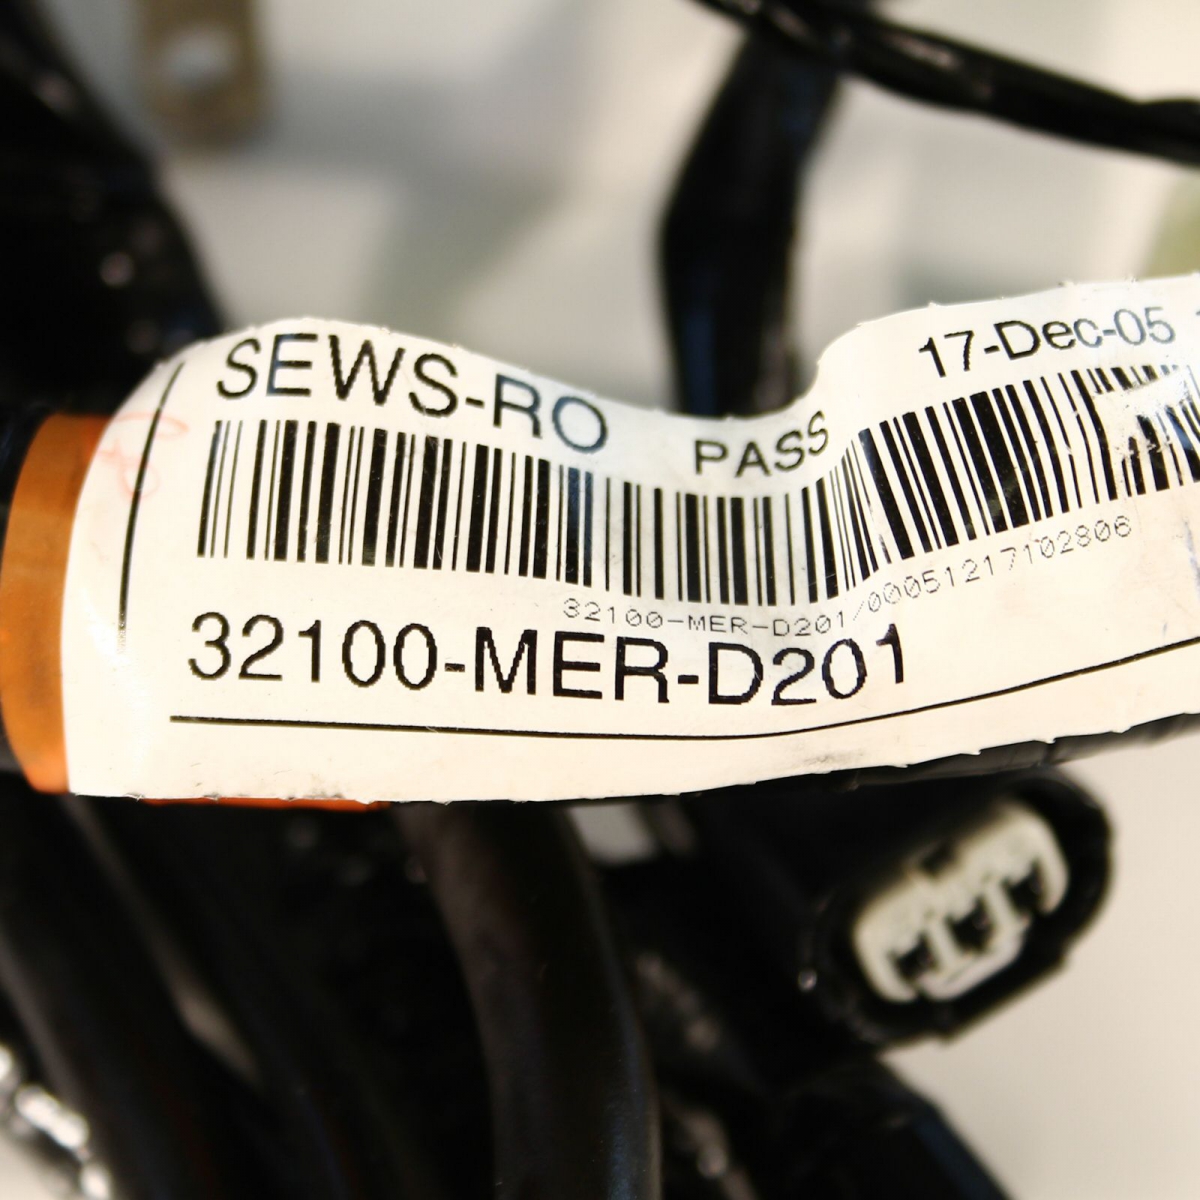 SEWS-RO PASS 17-Dec-05
32100-MER-D201/00051217102806
32100-MER-D201